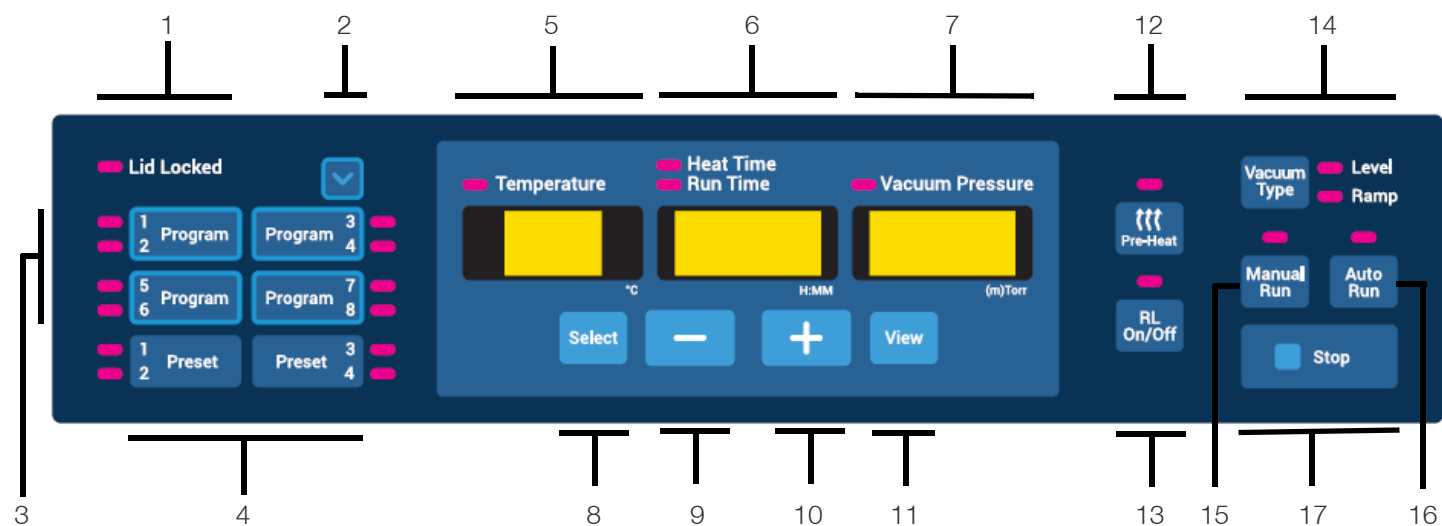 1 2 5 6 7 12 14
Lid Locked
Heat Time
Temperature
Run Time
Vacuum Pressure
1 Program 2
Program 3 4
5 Program 6
Program 7 8
1 Preset 2
Preset 3 4
°C
H:MM
(m)Torr
Select
−
+
View
Pre-Heat
RL
On/Off
Vacuum
Type
Level
Ramp
Manual
Run
Auto
Run
Stop
3 4 8 9 10 11 13 15 17 16